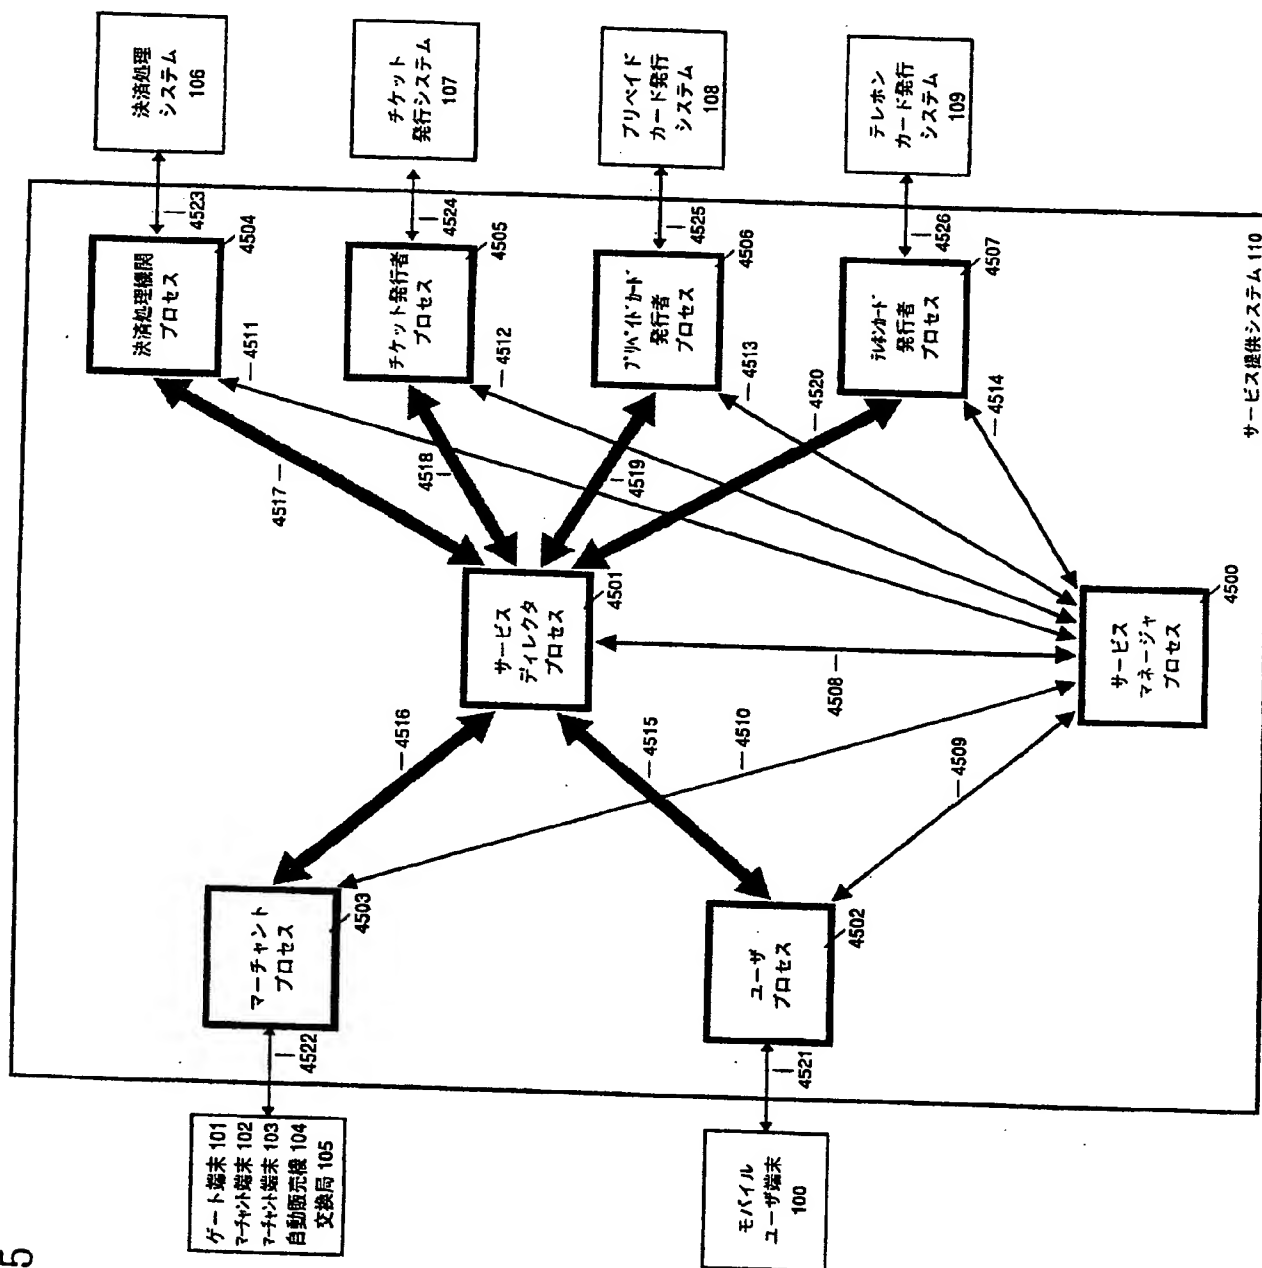 決済処理
システム
106
チケット
発行システム
107
プリペイド
カード発行
システム
108
テレホン
カード発行
システム
109
4523
4524
4525
4526
決済処理機関
プロセス
4504
チケット発行者
プロセス
4505
プリペイドカード
発行者
プロセス
4506
テレホンカード
発行者
プロセス
4507
4511
4512
4513
4514
4517
4518
4519
4520
サービス
ディレクタ
プロセス
4501
サービス
マネージャ
プロセス
4500
4508
4516
4515
4510
4509
マーチャント
プロセス
4503
ユーザ
プロセス
4502
4522
4521
ゲート端末 101
マーチャント端末 102
マーチャント端末 103
自動販売機 104
交換局 105
モバイル
ユーザ端末
100
サービス提供システム 110
5